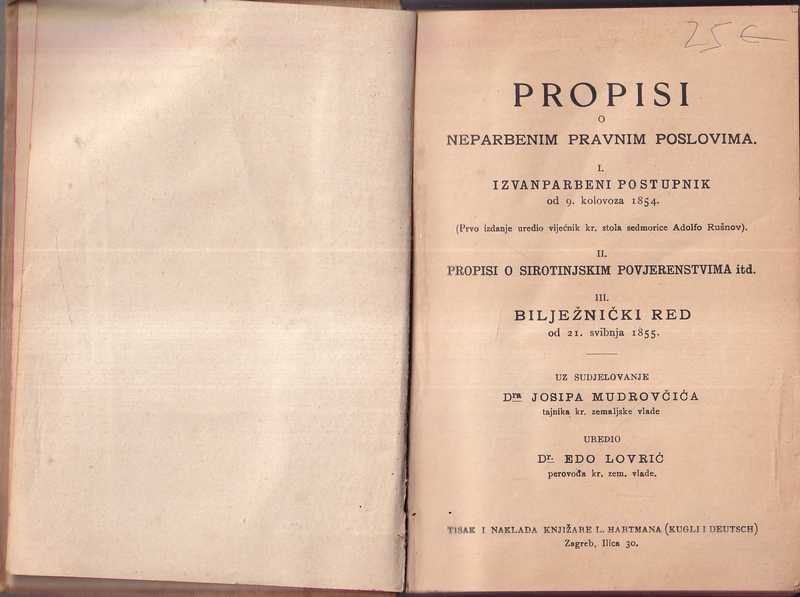 25 €
PROPISI
O
NEPARBENIM PRAVNIM POSLOVIMA.
I.
IZVANPARBENI POSTUPNIK
od 9. kolovoza 1854.
(Prvo izdanje uredio vijećnik kr. stola sedmorice Adolfo Rušnov).
II.
PROPISI O SIROTINJSKIM POVJERENSTVIMA itd.
III.
BILJEŽNIČKI RED
od 21. svibnja 1855.
UZ SUDJELOVANJE
Dra JOSIPA MUDROVČIĆA
tajnika kr. zemaljske vlade
UREDIO
Dr. EDO LOVRIĆ
perovođa kr. zem. vlade.
TISAK I NAKLADA KNJIŽARE L. HARTMANA (KUGLI I DEUTSCH)
Zagreb, Ilica 30.